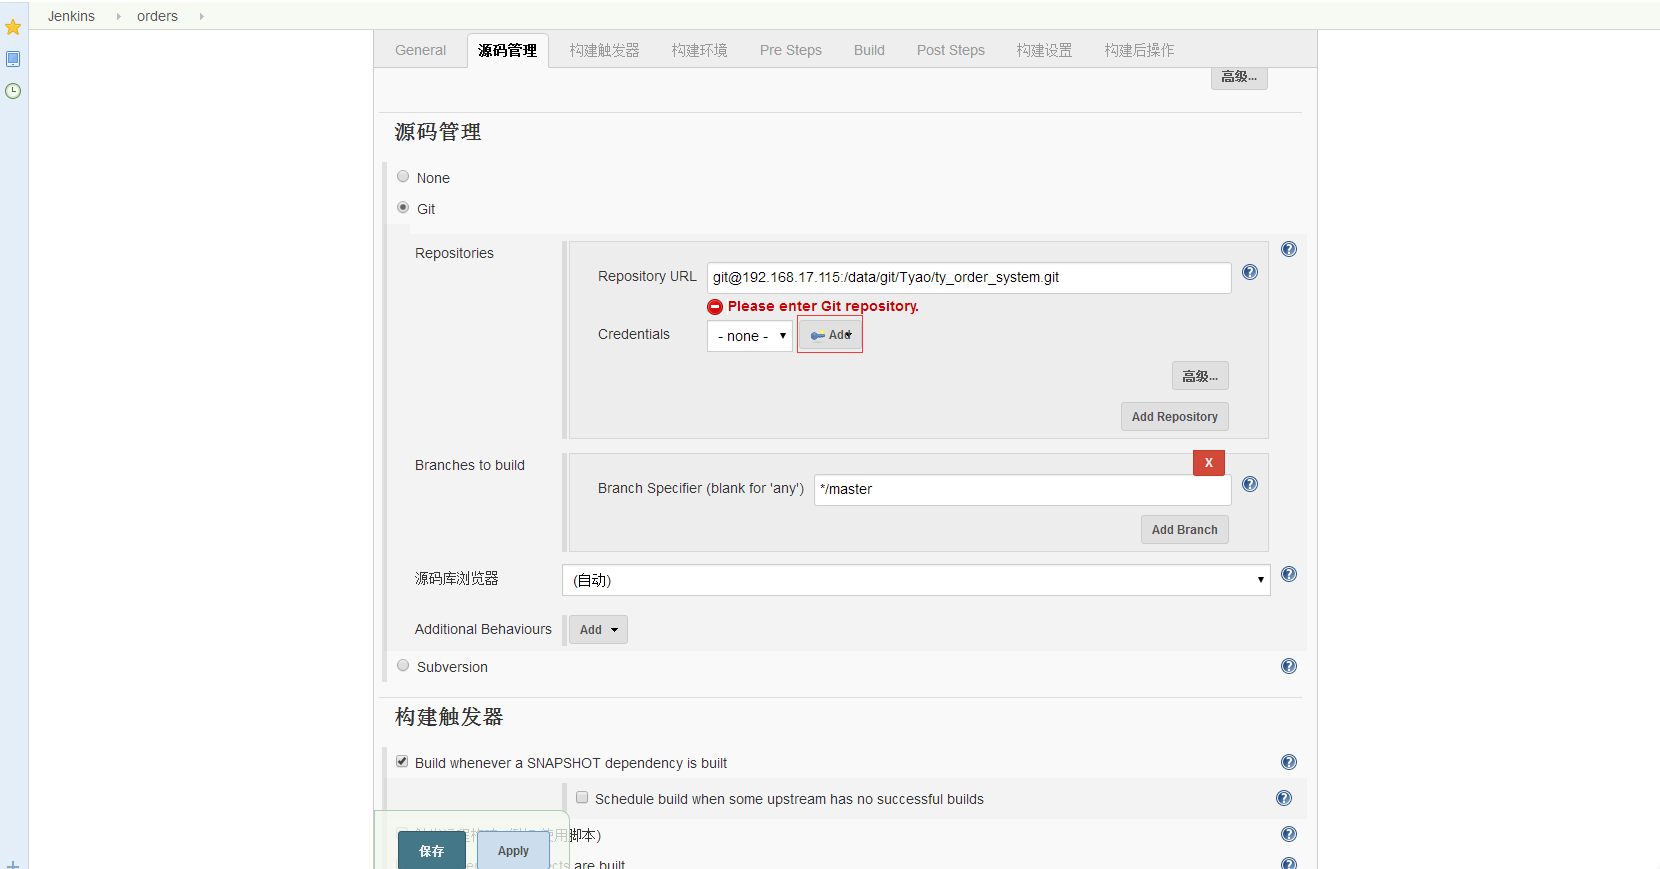 Jenkins orders
General 源码管理 构建触发器 构建环境 Pre Steps Build Post Steps 构建设置 构建后操作
高级...
源码管理
None
Git
Repositories
Repository URL git@192.168.17.115:/data/git/Tyao/ty_order_system.git
Please enter Git repository.
Credentials - none - Add
高级...
Add Repository
Branches to build
X
Branch Specifier (blank for 'any') */master
Add Branch
源码库浏览器 (自动)
Additional Behaviours Add
Subversion
构建触发器
Build whenever a SNAPSHOT dependency is built
Schedule build when some upstream has no successful builds
使用脚本)
保存 Apply
are built